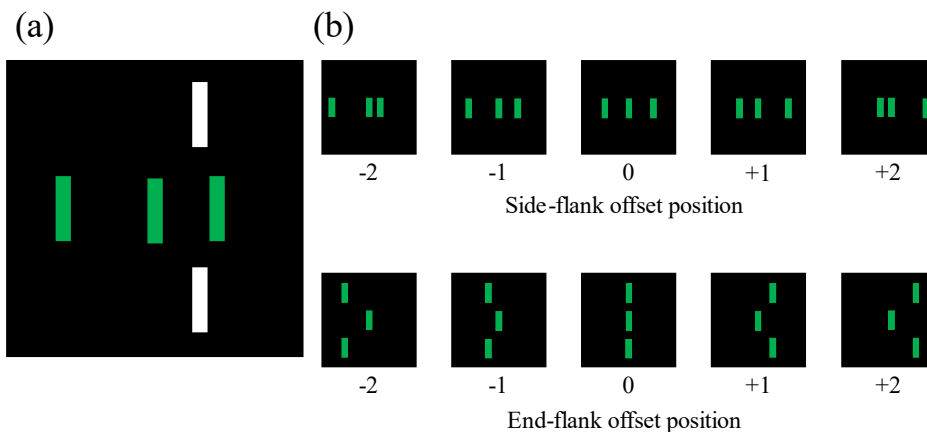 (a)
(b)
-2 -1 0 +1 +2
Side-flank offset position
-2 -1 0 +1 +2
End-flank offset position